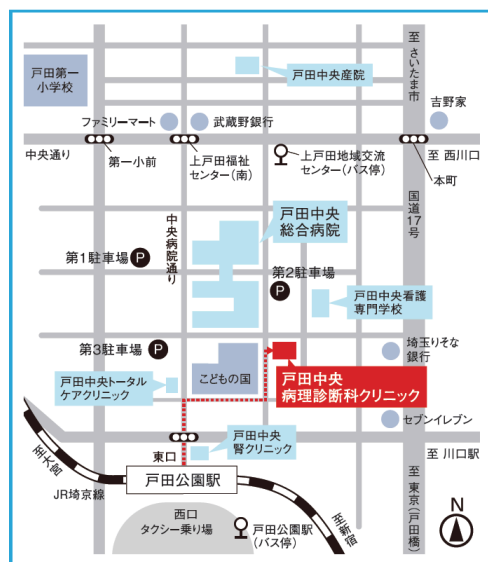 至
さいたま市
戸田第一
小学校
戸田中央産院
吉野家
ファミリーマート
武蔵野銀行
中央通り
第一小前
上戸田福祉
センター(南)
上戸田地域交流
センター(バス停)
本町
至 西川口
国道17号
中央病院通り
戸田中央
総合病院
第1駐車場 P
第2駐車場
P
戸田中央看護
専門学校
第3駐車場 P
こどもの国
戸田中央
病理診断科クリニック
埼玉りそな
銀行
戸田中央トータル
ケアクリニック
セブンイレブン
戸田中央
腎クリニック
東口
至 川口駅
至大宮
JR埼京線
戸田公園駅
西口
タクシー乗り場
戸田公園駅
(バス停)
至新宿
至 東京(戸田橋)
N